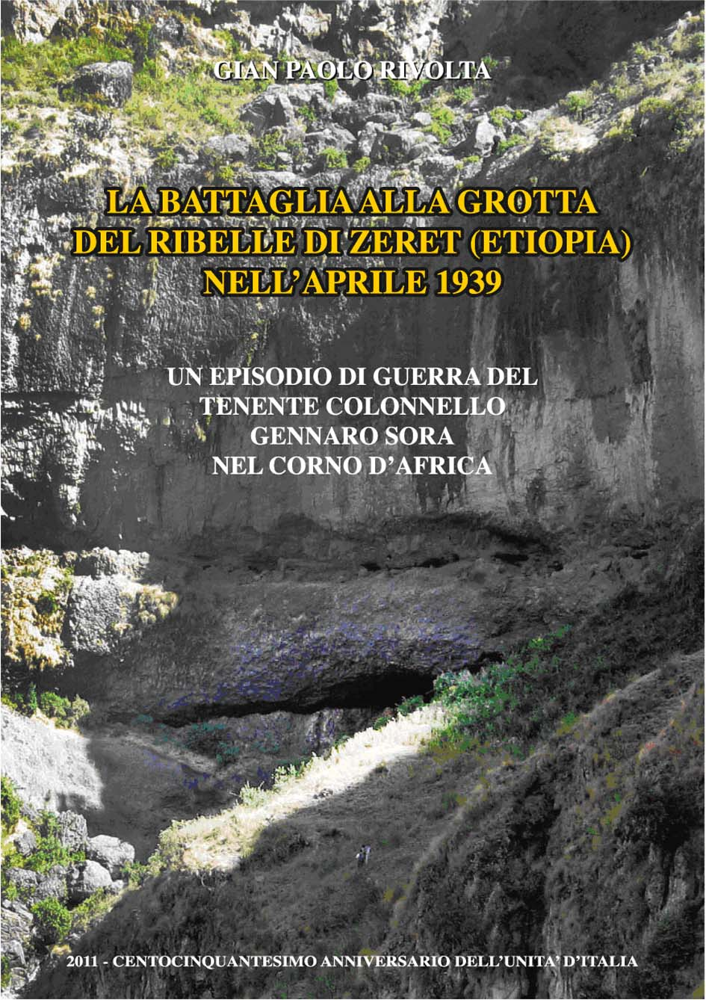 GIAN PAOLO RIVOLTA
LA BATTAGLIA ALLA GROTTA
DEL RIBELLE DI ZERET (ETIOPIA)
NELL’APRILE 1939
UN EPISODIO DI GUERRA DEL
TENENTE COLONNELLO
GENNARO SORA
NEL CORNO D’AFRICA
2011 - CENTOCINQUANTESIMO ANNIVERSARIO DELL’UNITA’ D’ITALIA